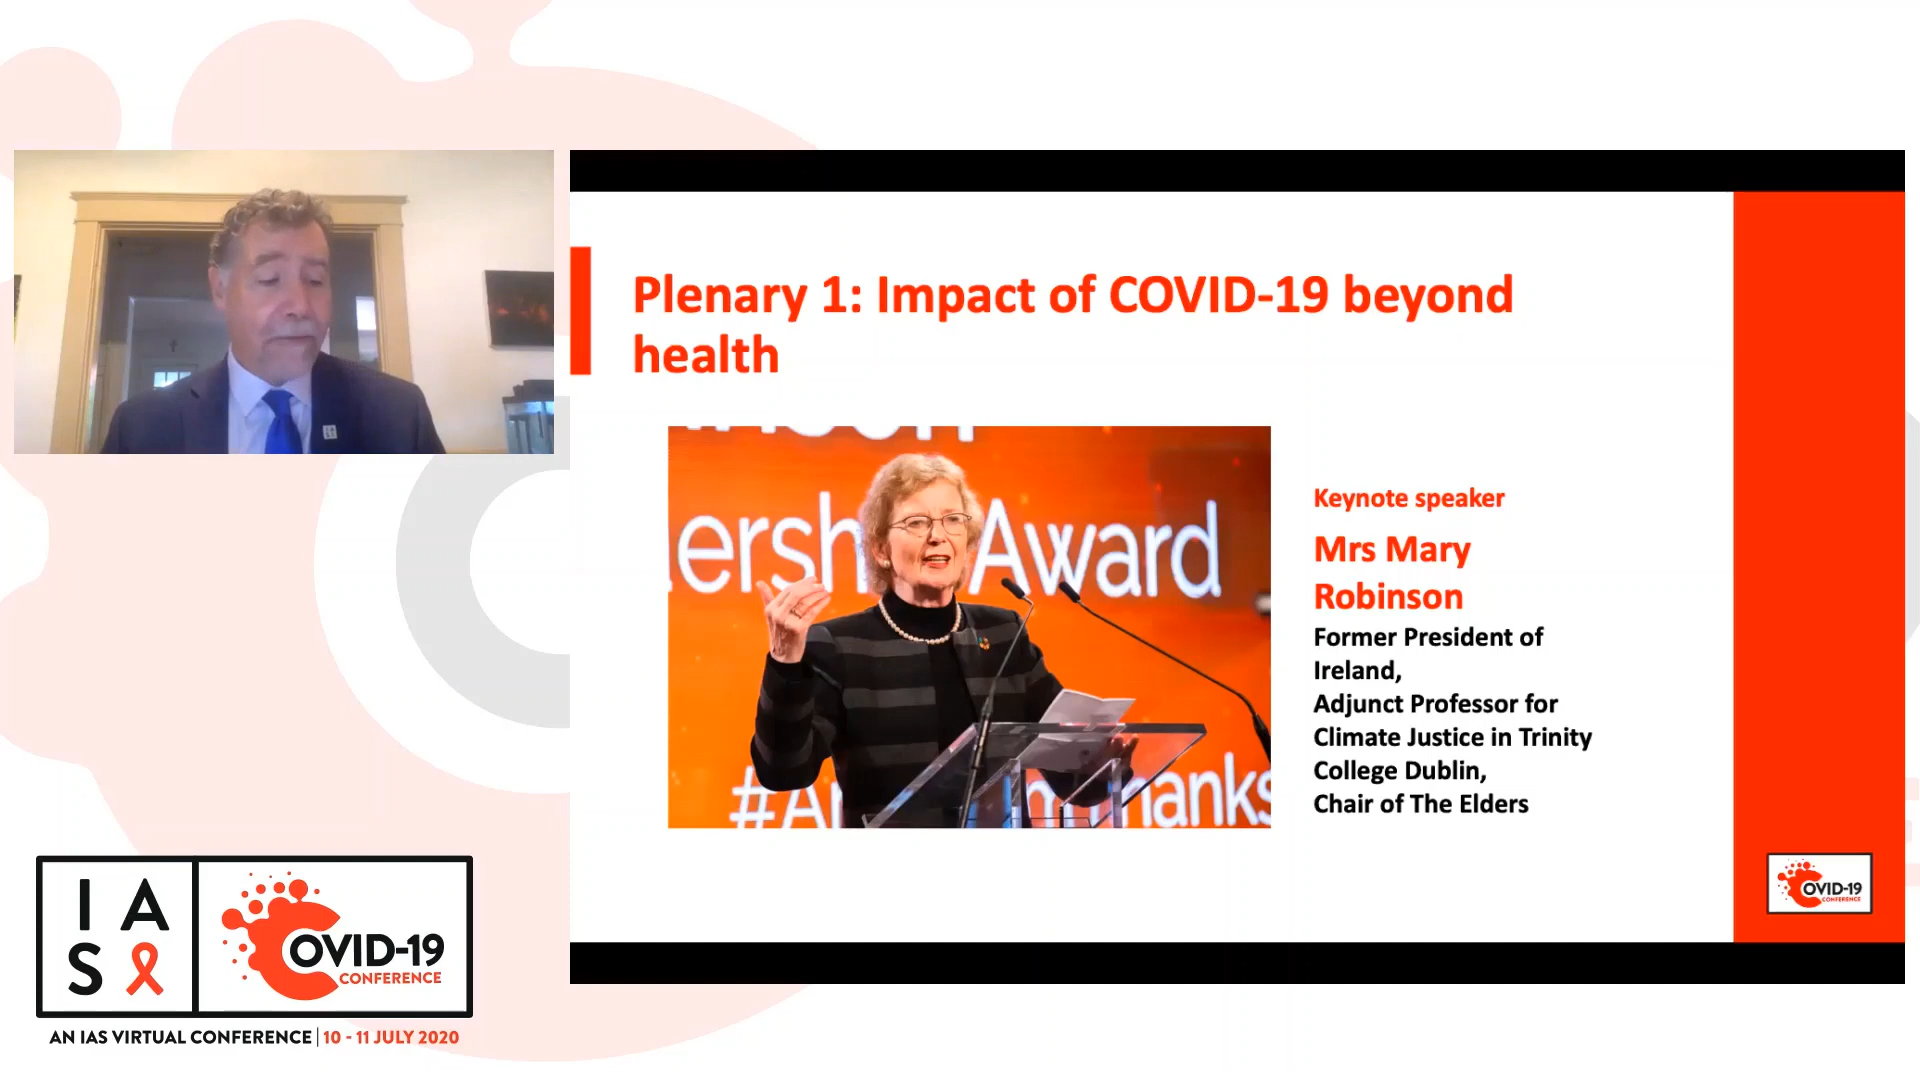 Plenary 1: Impact of COVID-19 beyond
health
Award
Keynote speaker
Mrs Mary
Robinson
Former President of
Ireland,
Adjunct Professor for
Climate Justice in Trinity
College Dublin,
Chair of The Elders
OVID-19
CONFERENCE
I A
S
COVID-19
CONFERENCE
AN IAS VIRTUAL CONFERENCE | 10 - 11 JULY 2020